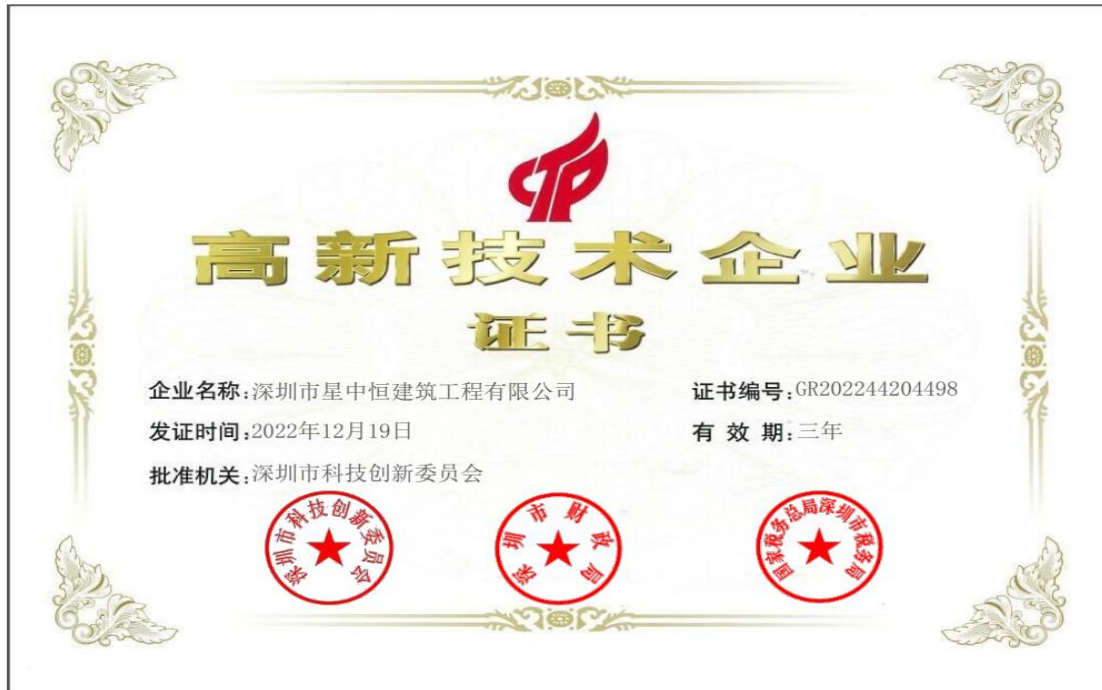 高新技术企业
证书
企业名称:深圳市星中恒建筑工程有限公司
证书编号:GR202244204498
发证时间:2022年12月19日
有 效 期:三年
批准机关:深圳市科技创新委员会
深圳市科技创新委员会
深圳市财政局
国家税务总局深圳市税务局